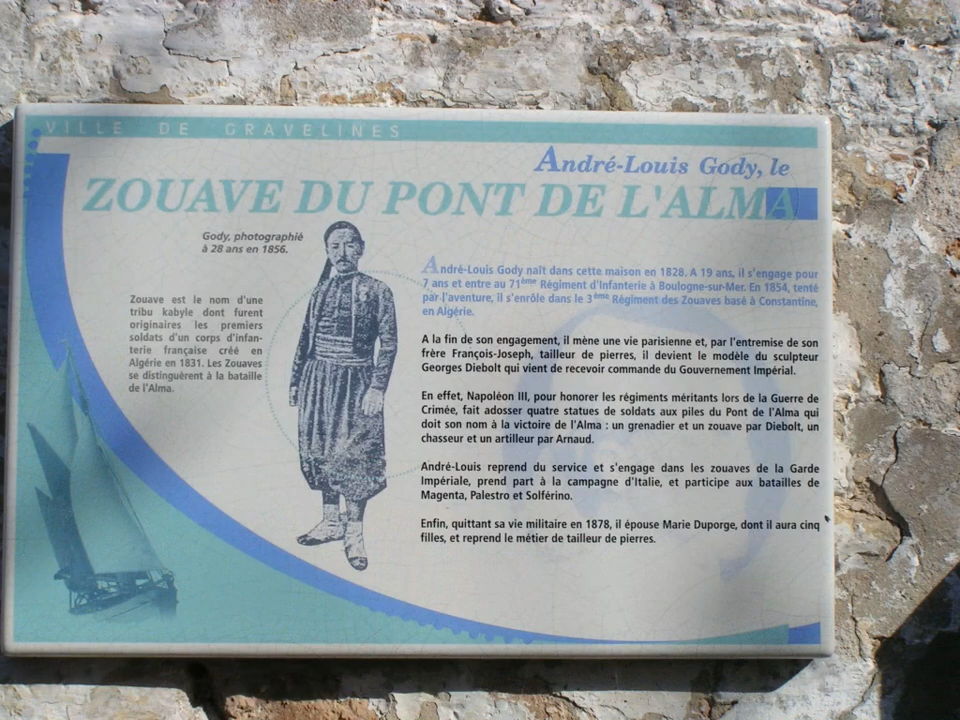 VILLE DE GRAVELINES
André-Louis Gody, le
ZOUAVE DU PONT DE L'ALMA
Gody, photographié
à 28 ans en 1856.
Zouave est le nom d'une
tribu kabyle dont furent
originaires les premiers
soldats d'un corps d'infan-
terie française créé en
Algérie en 1831. Les Zouaves
se distinguèrent à la bataille
de l'Alma.
André-Louis Gody naît dans cette maison en 1828. A 19 ans, il s'engage pour
7 ans et entre au 71ème Régiment d'Infanterie à Boulogne-sur-Mer. En 1854, tenté
par l'aventure, il s'enrôle dans le 3ème Régiment des Zouaves basé à Constantine,
en Algérie.
A la fin de son engagement, il mène une vie parisienne et, par l'entremise de son
frère François-Joseph, tailleur de pierres, il devient le modèle du sculpteur
Georges Diebolt qui vient de recevoir commande du Gouvernement Impérial.
En effet, Napoléon III, pour honorer les régiments méritants lors de la Guerre de
Crimée, fait adosser quatre statues de soldats aux piles du Pont de l'Alma qui
doit son nom à la victoire de l'Alma : un grenadier et un zouave par Diebolt, un
chasseur et un artilleur par Arnaud.
André-Louis reprend du service et s'engage dans les zouaves de la Garde
Impériale, prend part à la campagne d'Italie, et participe aux batailles de
Magenta, Palestro et Solférino.
Enfin, quittant sa vie militaire en 1878, il épouse Marie Duporge, dont il aura cinq
filles, et reprend le métier de tailleur de pierres.